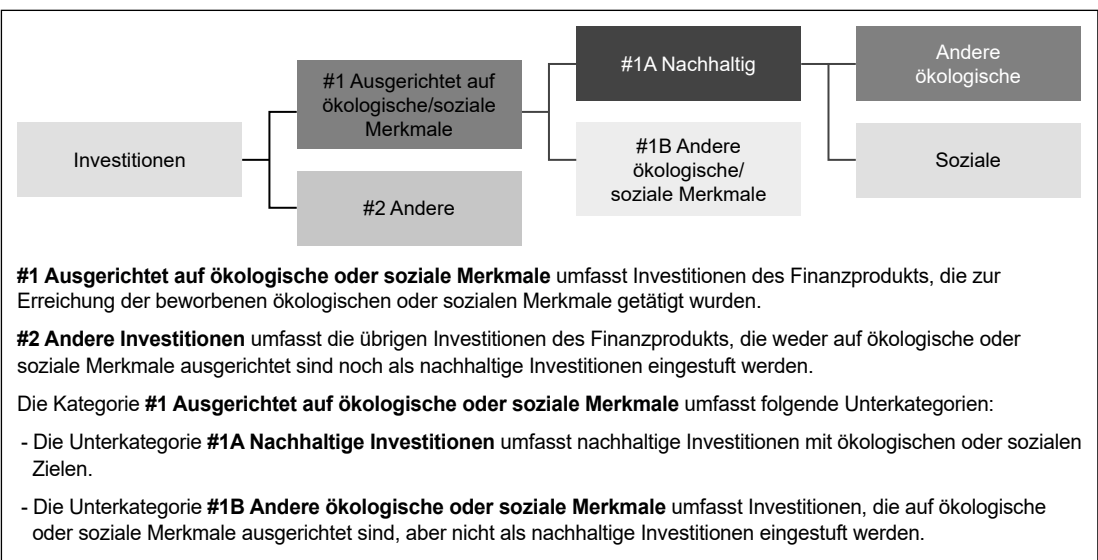 Investitionen
#1 Ausgerichtet auf
ökologische/soziale
Merkmale
#2 Andere
#1A Nachhaltig
#1B Andere
ökologische/
soziale Merkmale
Andere
ökologische
Soziale
#1 Ausgerichtet auf ökologische oder soziale Merkmale umfasst Investitionen des Finanzprodukts, die zur
Erreichung der beworbenen ökologischen oder sozialen Merkmale getätigt wurden.
#2 Andere Investitionen umfasst die übrigen Investitionen des Finanzprodukts, die weder auf ökologische oder
soziale Merkmale ausgerichtet sind noch als nachhaltige Investitionen eingestuft werden.
Die Kategorie #1 Ausgerichtet auf ökologische oder soziale Merkmale umfasst folgende Unterkategorien:
- Die Unterkategorie #1A Nachhaltige Investitionen umfasst nachhaltige Investitionen mit ökologischen oder sozialen
Zielen.
- Die Unterkategorie #1B Andere ökologische oder soziale Merkmale umfasst Investitionen, die auf ökologische
oder soziale Merkmale ausgerichtet sind, aber nicht als nachhaltige Investitionen eingestuft werden.